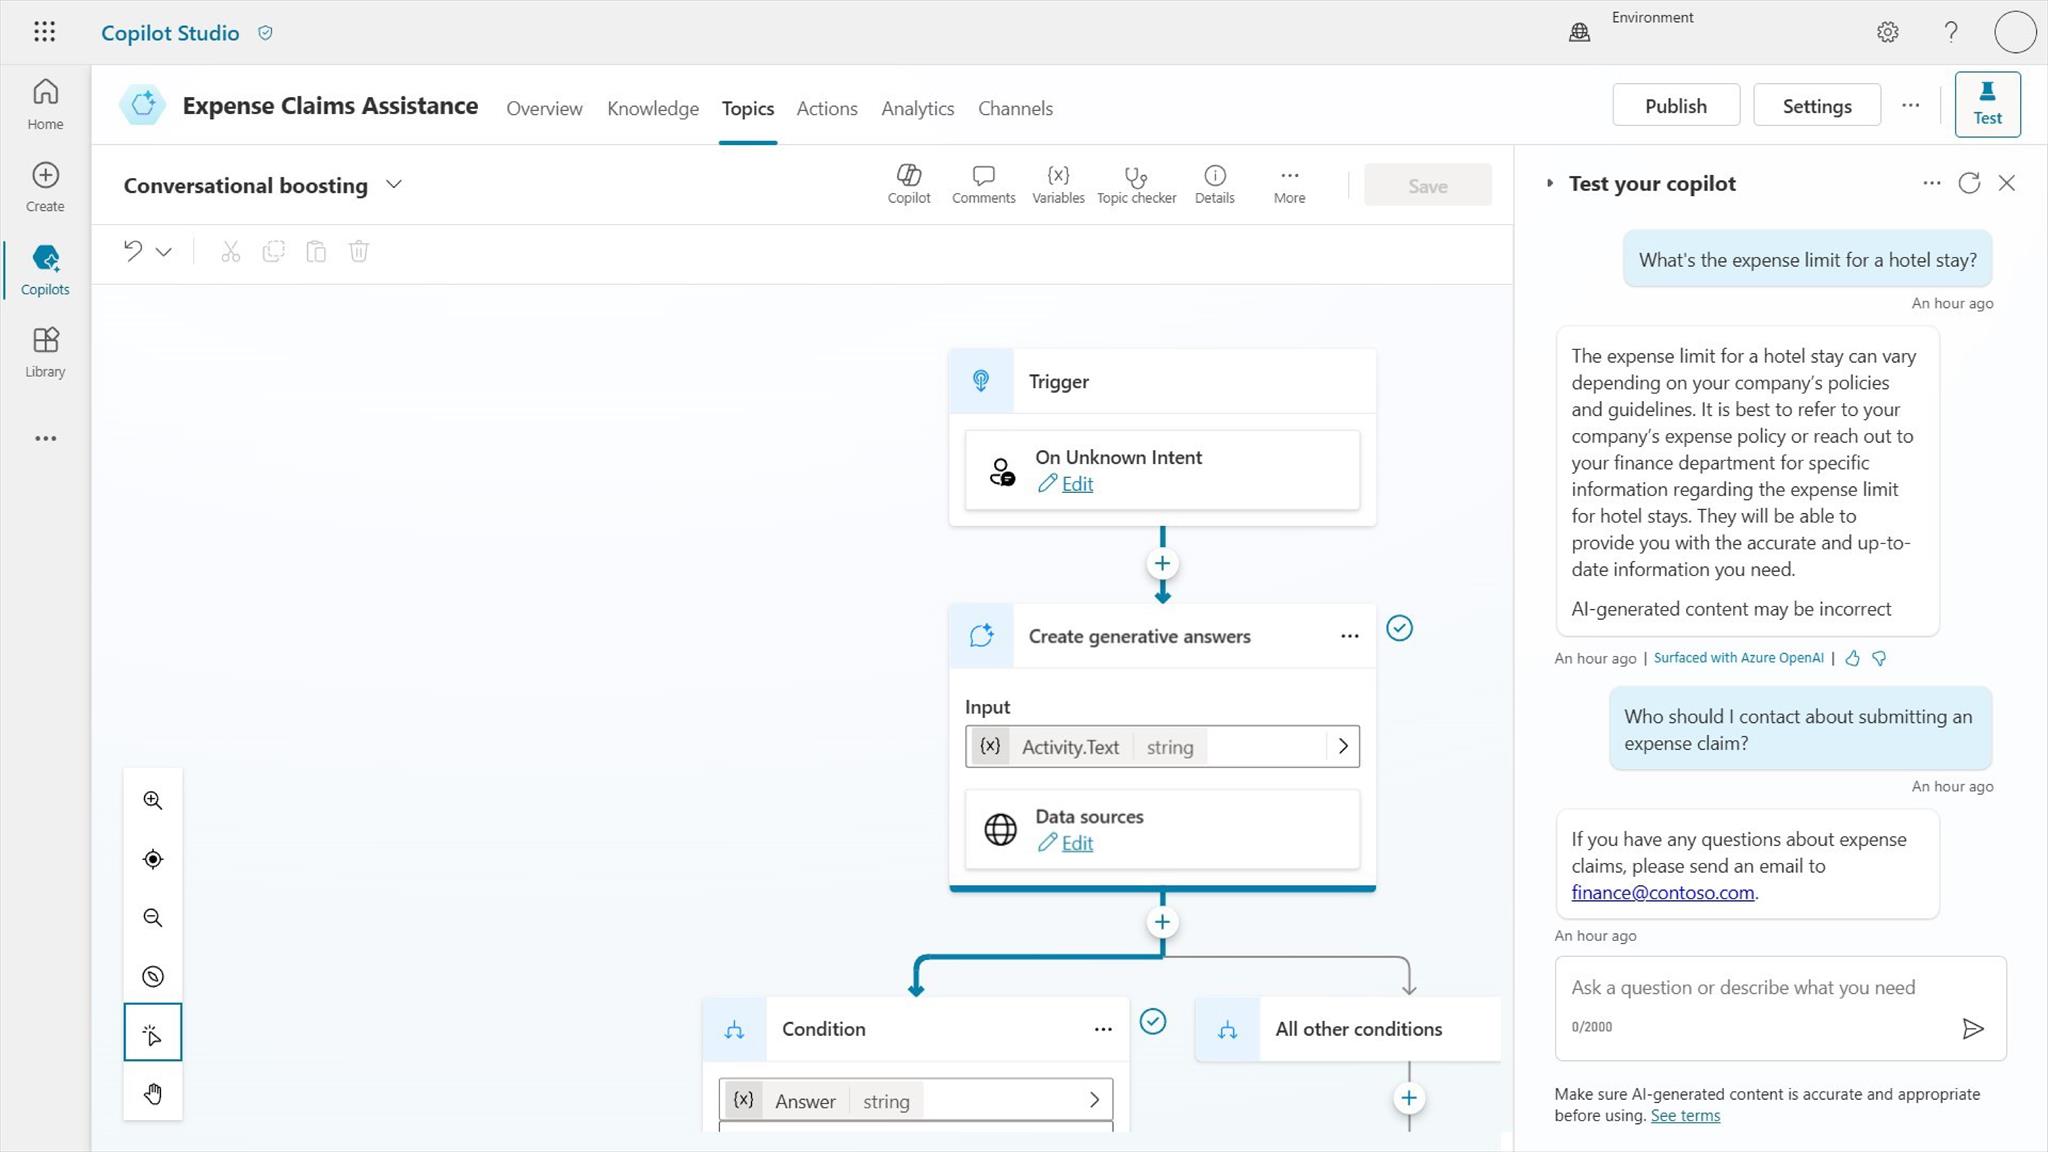 Copilot Studio
Environment
Home
Create
Copilots
Library
Expense Claims Assistance
Overview
Knowledge
Topics
Actions
Analytics
Channels
Publish
Settings
Test
Conversational boosting
Copilot
Comments
{x}
Variables
Topic checker
Details
More
Save
Trigger
On Unknown Intent
Edit
Create generative answers
Input
{x} Activity.Text string
Data sources
Edit
Condition
All other conditions
{x} Answer string
Test your copilot
What's the expense limit for a hotel stay?
An hour ago
The expense limit for a hotel stay can vary
depending on your company's policies
and guidelines. It is best to refer to your
company's expense policy or reach out to
your finance department for specific
information regarding the expense limit
for hotel stays. They will be able to
provide you with the accurate and up-to-
date information you need.
AI-generated content may be incorrect
An hour ago | Surfaced with Azure OpenAI |
Who should I contact about submitting an
expense claim?
An hour ago
If you have any questions about expense
claims, please send an email to
finance@contoso.com.
An hour ago
Ask a question or describe what you need
0/2000
Make sure AI-generated content is accurate and appropriate
before using. See terms